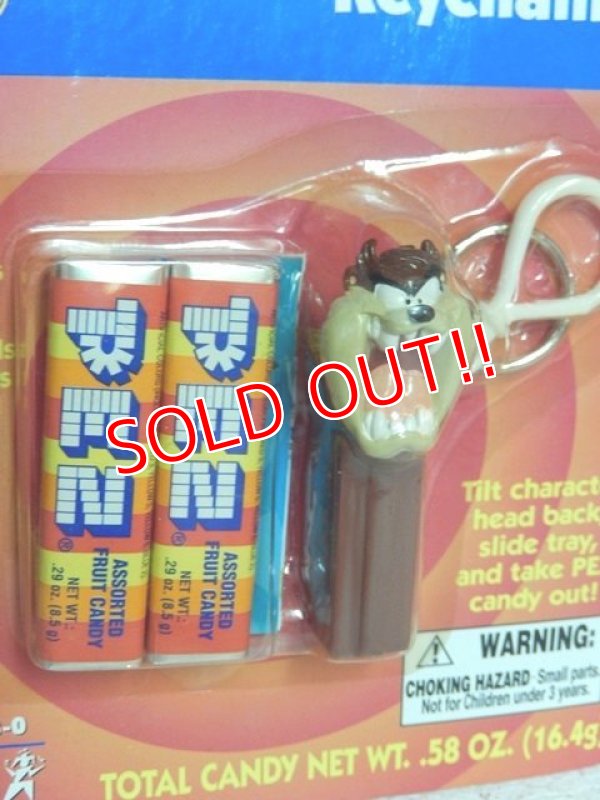 Keychain
PEZ
ASSORTED
FRUIT CANDY
NET WT.:
.29 oz. (8.5 g)
PEZ
ASSORTED
FRUIT CANDY
NET WT.:
.29 oz. (8.5 g)
SOLD OUT!!
Tilt charact
head back,
slide tray,
and take PE
candy out!
WARNING:
CHOKING HAZARD-Small parts.
Not for Children under 3 years.
TOTAL CANDY NET WT. .58 OZ. (16.4g